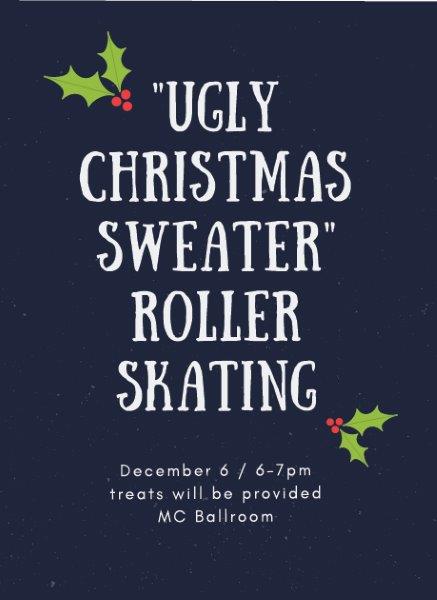 "UGLY
CHRISTMAS
SWEATER"
ROLLER
SKATING
December 6 / 6-7pm
treats will be provided
MC Ballroom